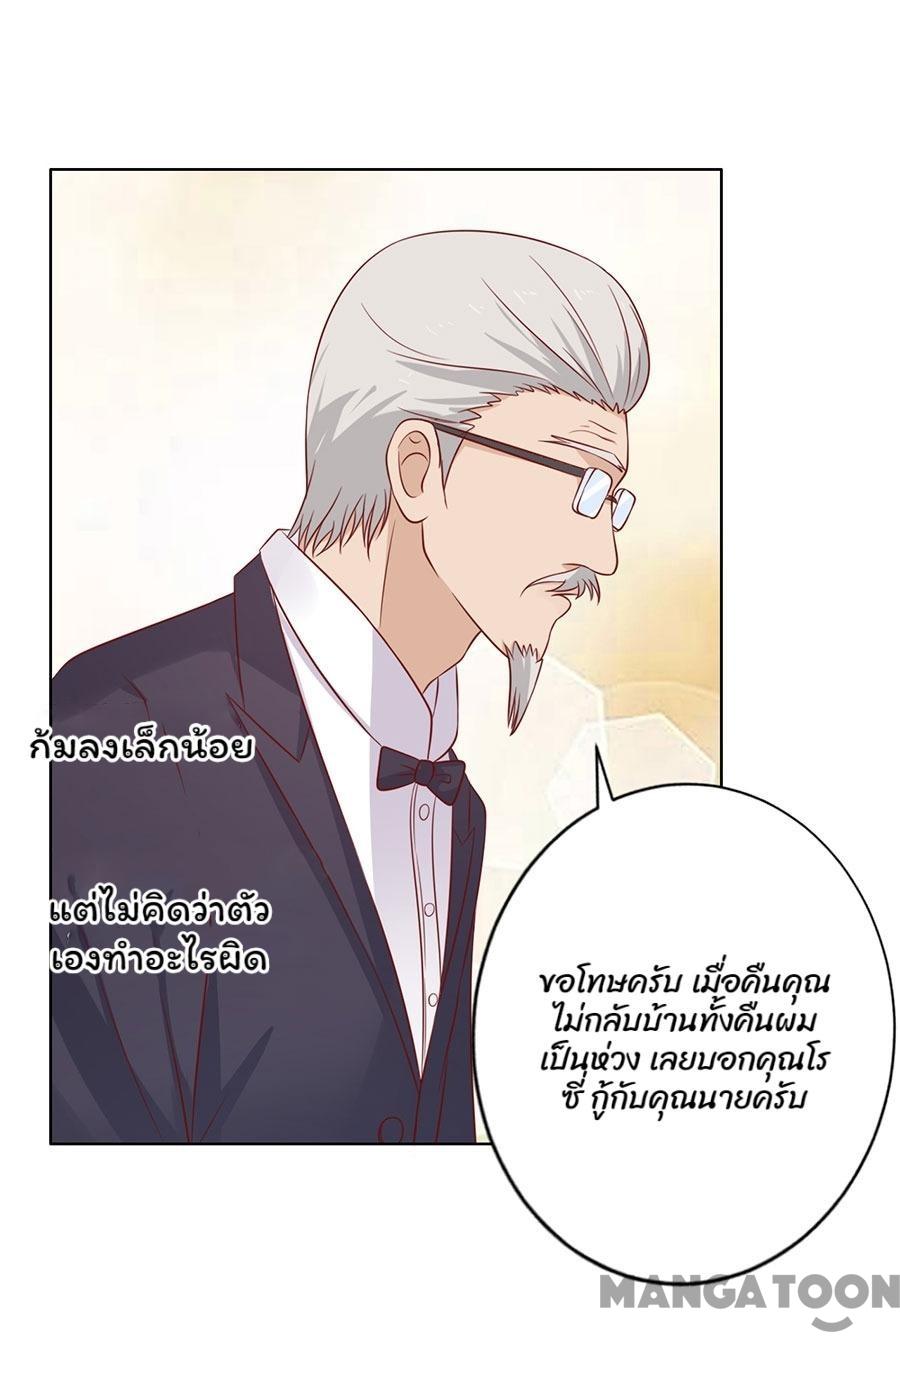 ก้มลงเล็กน้อย
แต่ไม่คิดว่าตัว
เองทำอะไรผิด
ขอโทษครับ เมื่อคืนคุณ
ไม่กลับบ้านทั้งคืนผม
เป็นห่วง เลยบอกคุณโร
ซี่ กู้กับคุณนายครับ
MANGATOON